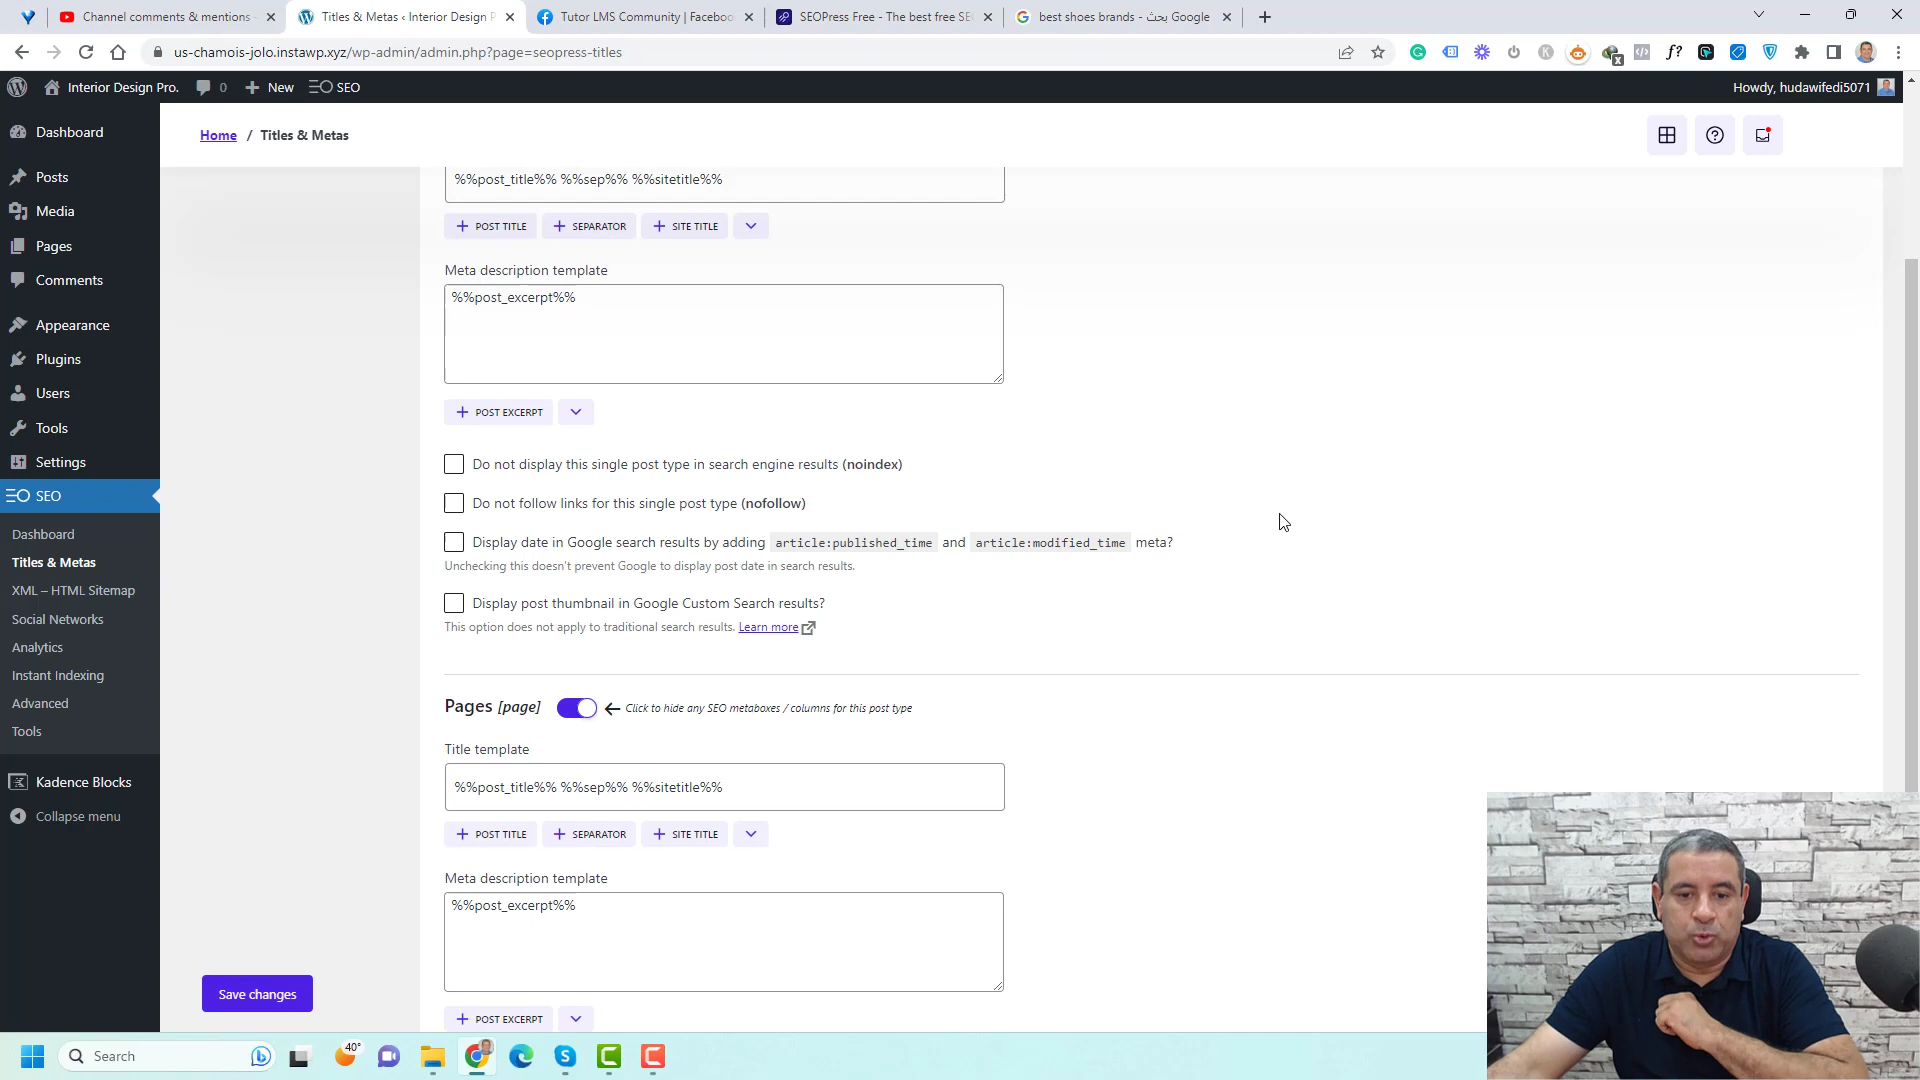 Channel comments & mentions -
Titles & Metas ‹ Interior Design P
Tutor LMS Community | Faceboo
SEOPress Free - The best free SE
best shoes brands - بحث Google
us-chamois-jolo.instawp.xyz/wp-admin/admin.php?page=seopress-titles
Interior Design Pro.
0
New
SEO
Howdy, hudawifedi5071
Home / Titles & Metas
Dashboard
Posts
Media
Pages
Comments
Appearance
Plugins
Users
Tools
Settings
SEO
Dashboard
Titles & Metas
XML – HTML Sitemap
Social Networks
Analytics
Instant Indexing
Advanced
Tools
Kadence Blocks
Collapse menu
%%post_title%% %%sep%% %%sitetitle%%
+ POST TITLE + SEPARATOR + SITE TITLE
Meta description template
%%post_excerpt%%
+ POST EXCERPT
Do not display this single post type in search engine results (noindex)
Do not follow links for this single post type (nofollow)
Display date in Google search results by adding article:published_time and article:modified_time meta?
Unchecking this doesn't prevent Google to display post date in search results.
Display post thumbnail in Google Custom Search results?
This option does not apply to traditional search results. Learn more
Pages [page] Click to hide any SEO metaboxes / columns for this post type
Title template
%%post_title%% %%sep%% %%sitetitle%%
+ POST TITLE + SEPARATOR + SITE TITLE
Meta description template
%%post_excerpt%%
+ POST EXCERPT
Save changes
Search
40°